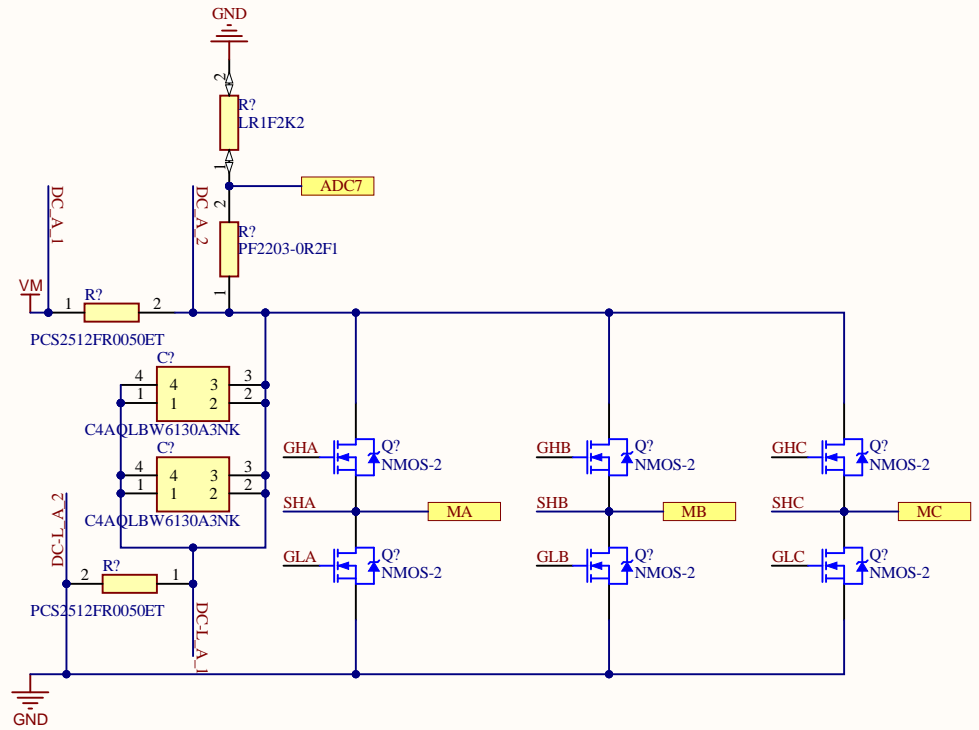 GND
2
R?
LR1F2K2
1
ADC7
DC_A_1
DC_A_2
2
R?
PF2203-0R2F1
1
VM
R?
1
2
PCS2512FR0050ET
C?
4
4
3
3
1
1
2
2
C4AQLBW6130A3NK
C?
4
4
3
3
1
1
2
2
C4AQLBW6130A3NK
GHA
Q?
NMOS-2
GHB
Q?
NMOS-2
GHC
Q?
NMOS-2
SHA
MA
SHB
MB
SHC
MC
GLA
Q?
NMOS-2
GLB
Q?
NMOS-2
GLC
Q?
NMOS-2
DC-L_A_2
R?
2
1
PCS2512FR0050ET
DC-L_A_1
GND